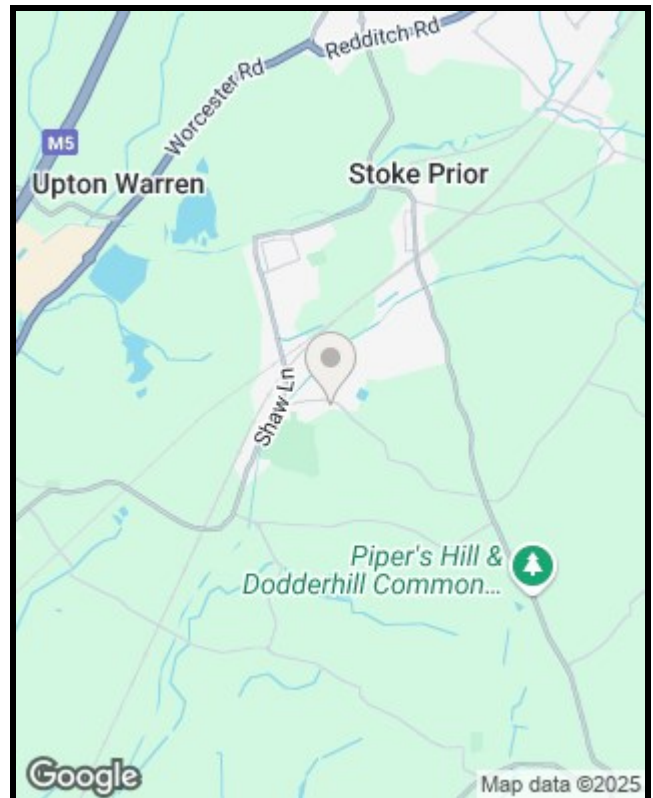 Redditch Rd
Worcester Rd
M5
Upton Warren
Stoke Prior
Shaw Ln
Piper's Hill &
Dodderhill Common...
Google
Map data ©2025